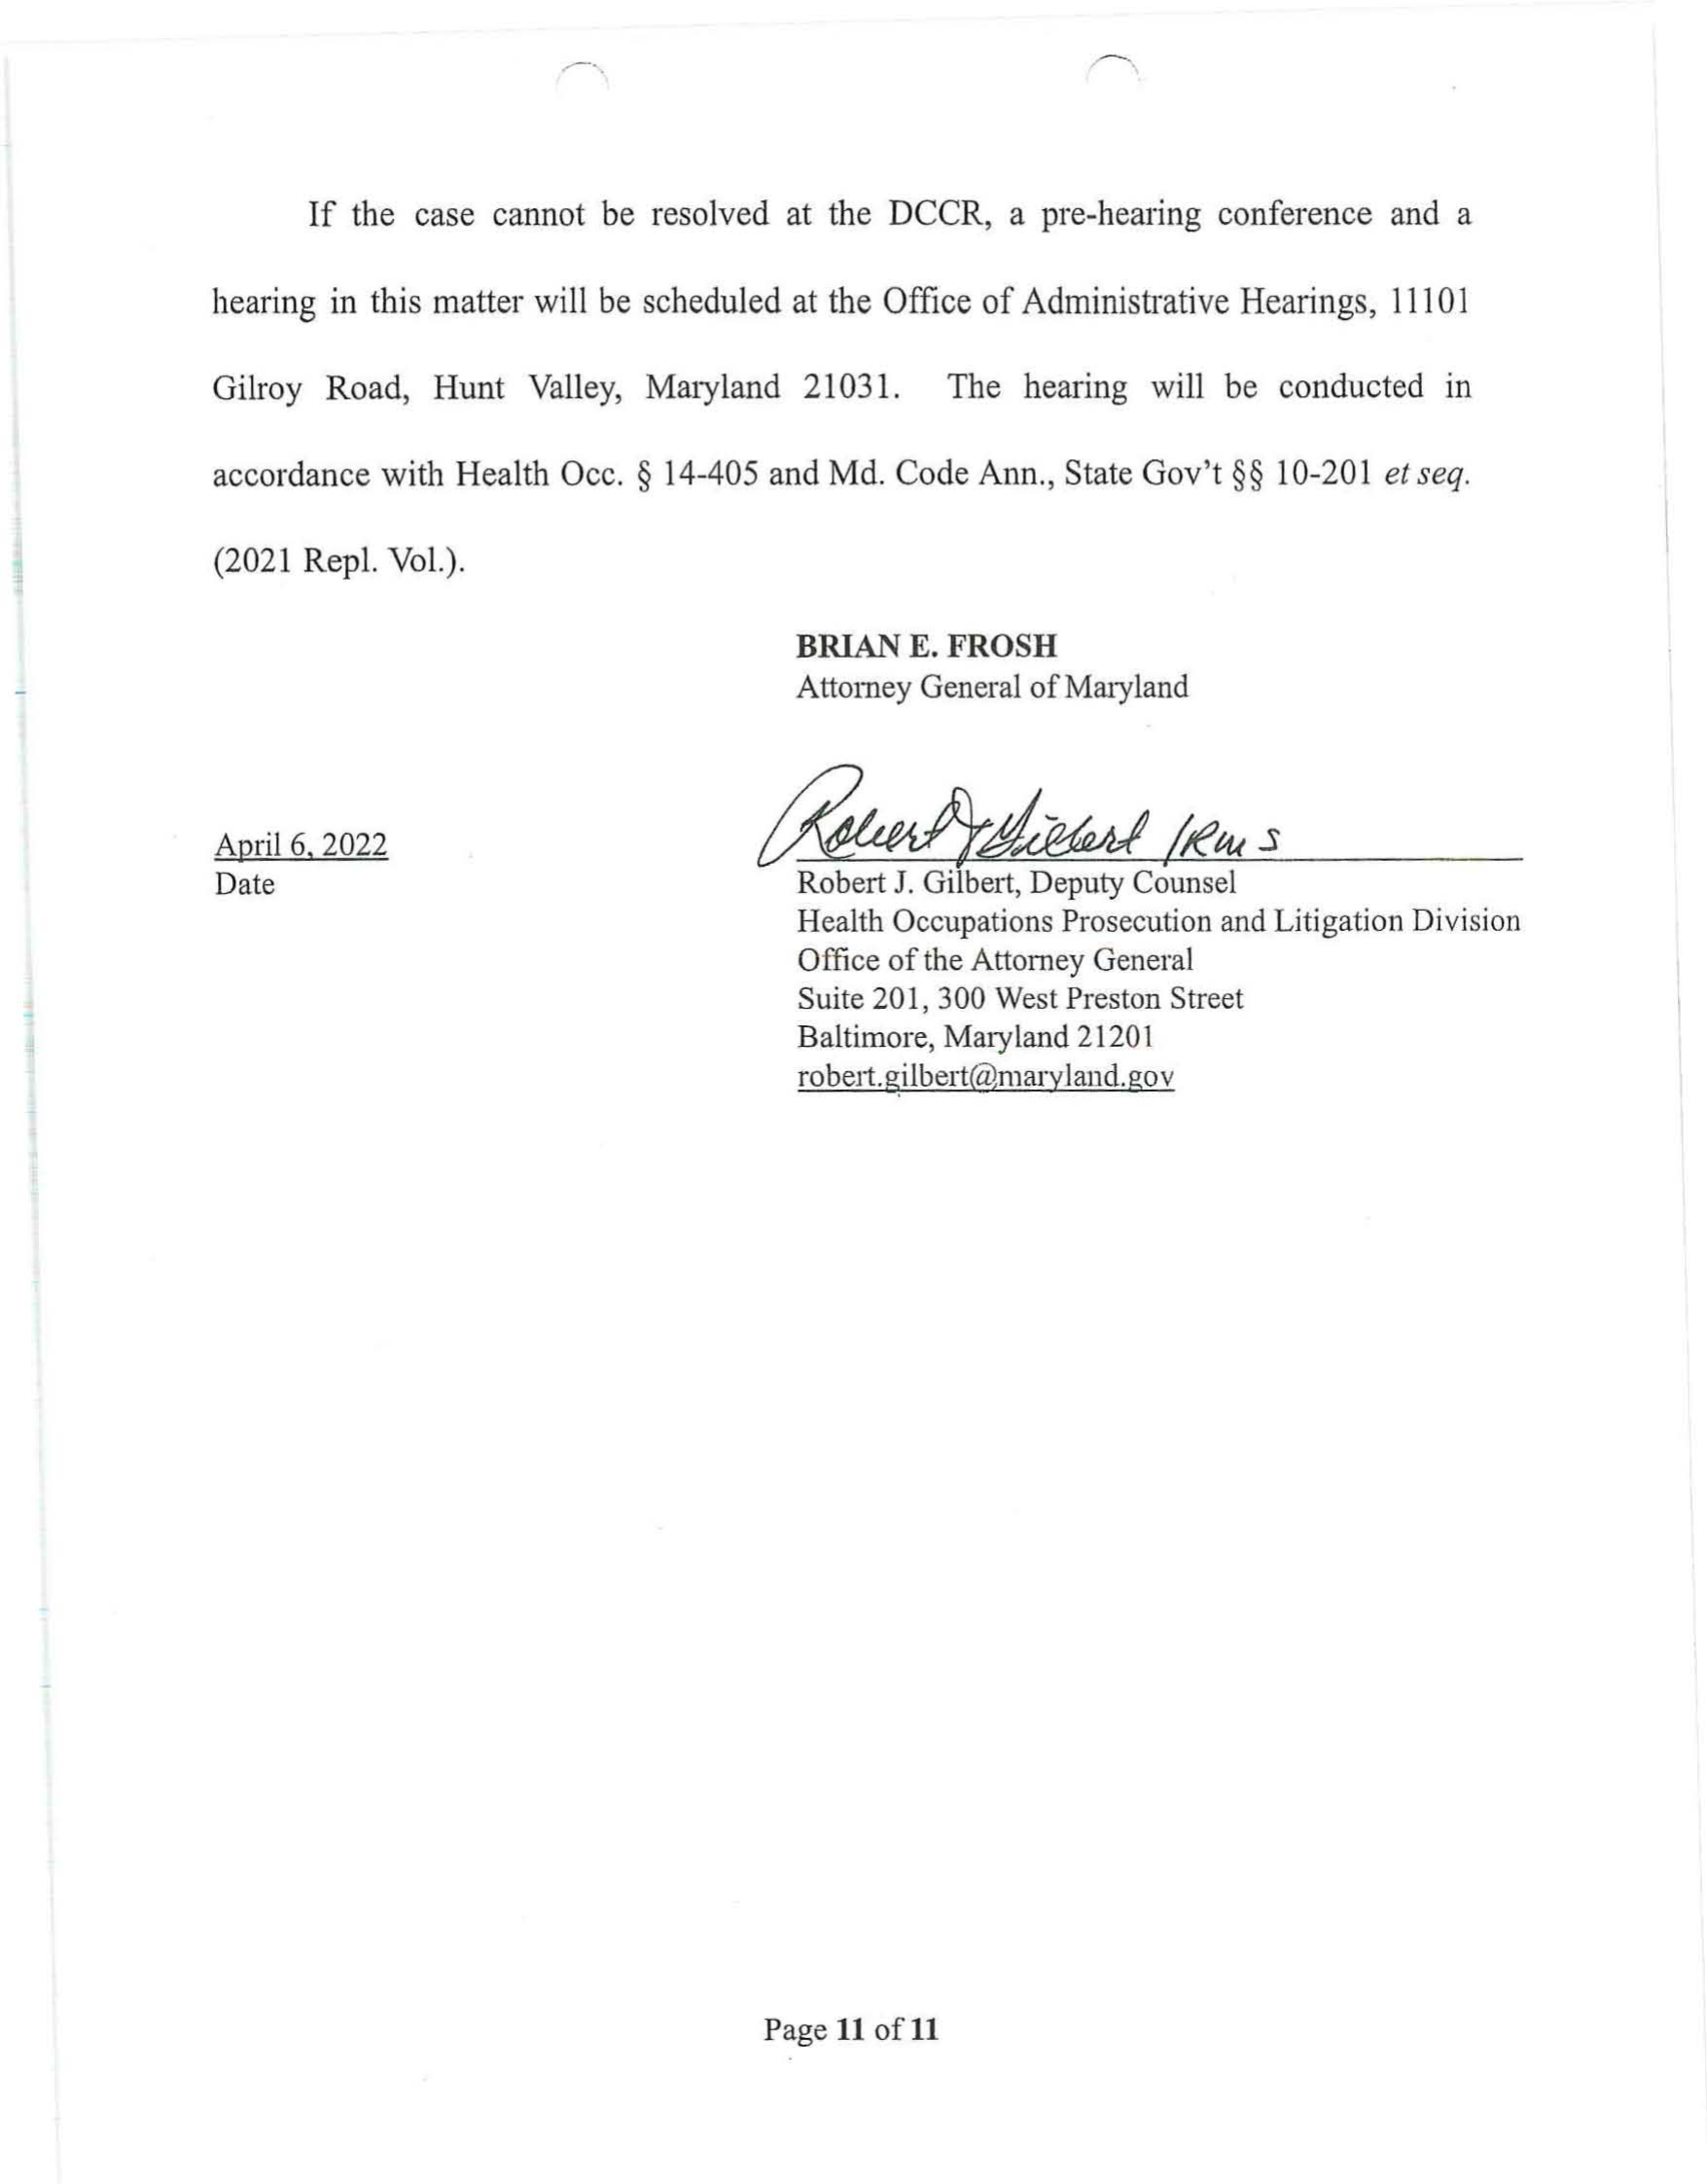 If the case cannot be resolved at the DCCR, a pre-hearing conference and a
hearing in this matter will be scheduled at the Office of Administrative Hearings, 11101
Gilroy Road, Hunt Valley, Maryland 21031. The hearing will be conducted in
accordance with Health Occ. § 14-405 and Md. Code Ann., State Gov't §§ 10-201 et seq.
(2021 Repl. Vol.).
BRIAN E. FROSH
Attorney General of Maryland
Robert J Gilbert /RMS
April 6, 2022
Date
Robert J. Gilbert, Deputy Counsel
Health Occupations Prosecution and Litigation Division
Office of the Attorney General
Suite 201, 300 West Preston Street
Baltimore, Maryland 21201
robert.gilbert@maryland.gov
Page 11 of 11